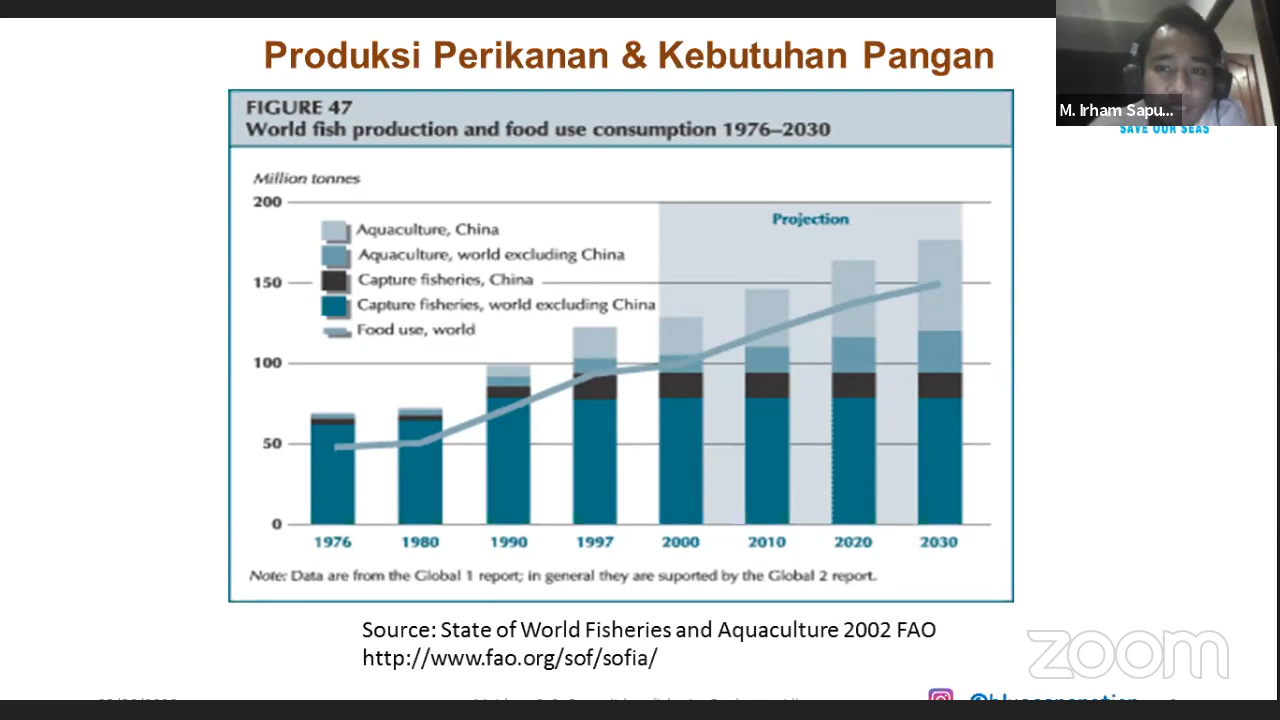 Produksi Perikanan & Kebutuhan Pangan
M. Irham Sapu...
SAVE OUR SEAS
FIGURE 47
World fish production and food use consumption 1976–2030
Million tonnes
200
150
100
50
0
Projection
Aquaculture, China
Aquaculture, world excluding China
Capture fisheries, China
Capture fisheries, world excluding China
Food use, world
1976 1980 1990 1997 2000 2010 2020 2030
Note: Data are from the Global 1 report; in general they are suported by the Global 2 report.
Source: State of World Fisheries and Aquaculture 2002 FAO
http://www.fao.org/sof/sofia/
zoom